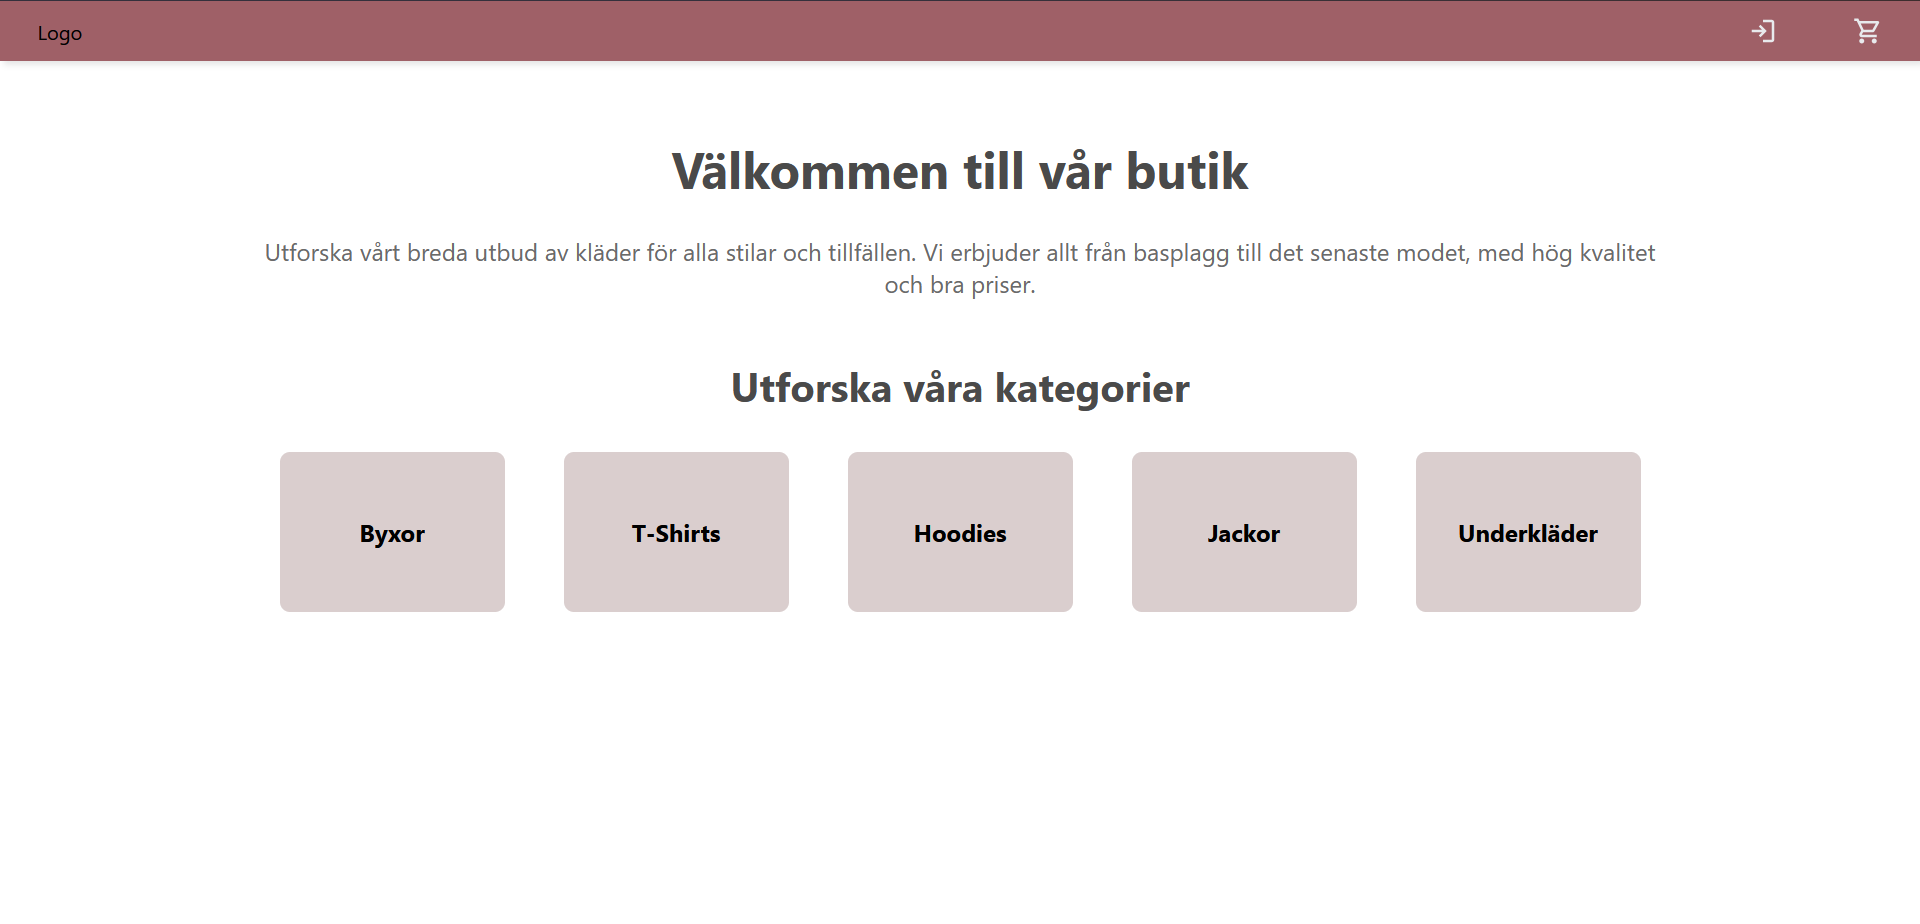 Logo
Välkommen till vår butik
Utforska vårt breda utbud av kläder för alla stilar och tillfällen. Vi erbjuder allt från basplagg till det senaste modet, med hög kvalitet
och bra priser.
Utforska våra kategorier
Byxor
T-Shirts
Hoodies
Jackor
Underkläder